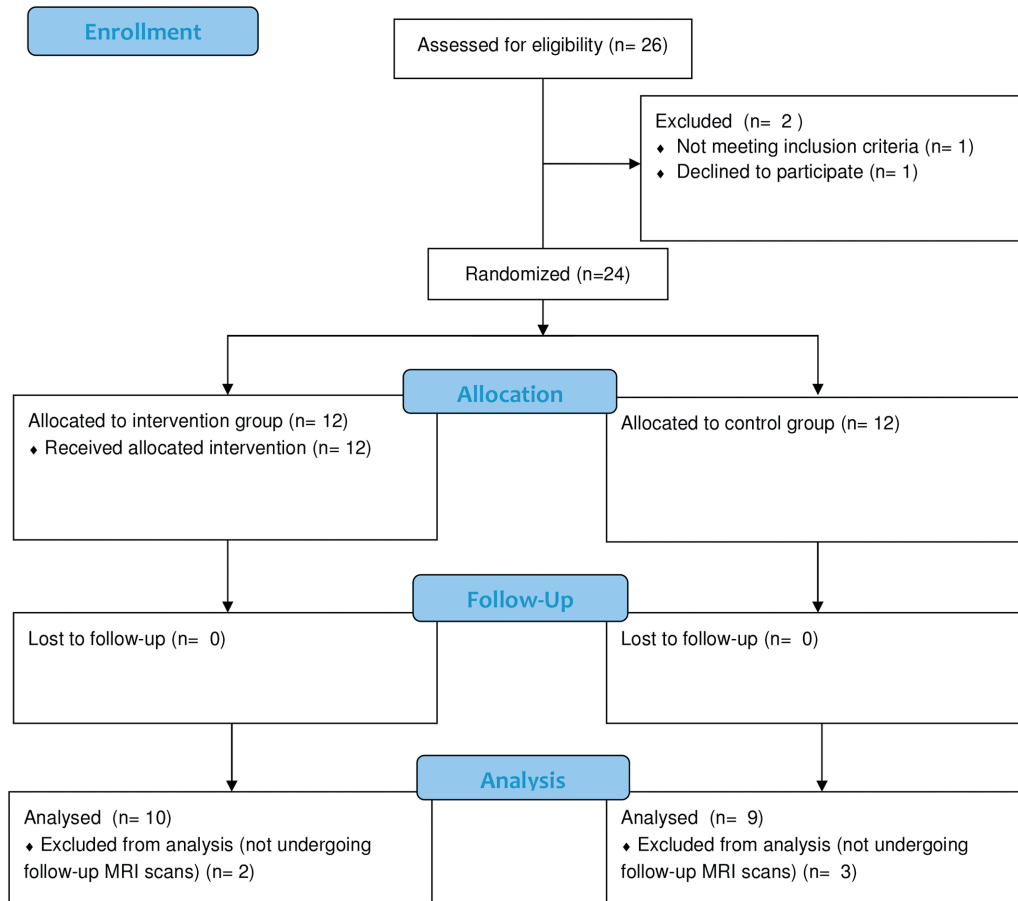 Enrollment
Assessed for eligibility (n= 26)
Excluded (n= 2 )
♦ Not meeting inclusion criteria (n= 1)
♦ Declined to participate (n= 1)
Randomized (n=24)
Allocation
Allocated to intervention group (n= 12)
♦ Received allocated intervention (n= 12)
Allocated to control group (n= 12)
Follow-Up
Lost to follow-up (n= 0)
Lost to follow-up (n= 0)
Analysis
Analysed (n= 10)
♦ Excluded from analysis (not undergoing
follow-up MRI scans) (n= 2)
Analysed (n= 9)
♦ Excluded from analysis (not undergoing
follow-up MRI scans) (n= 3)